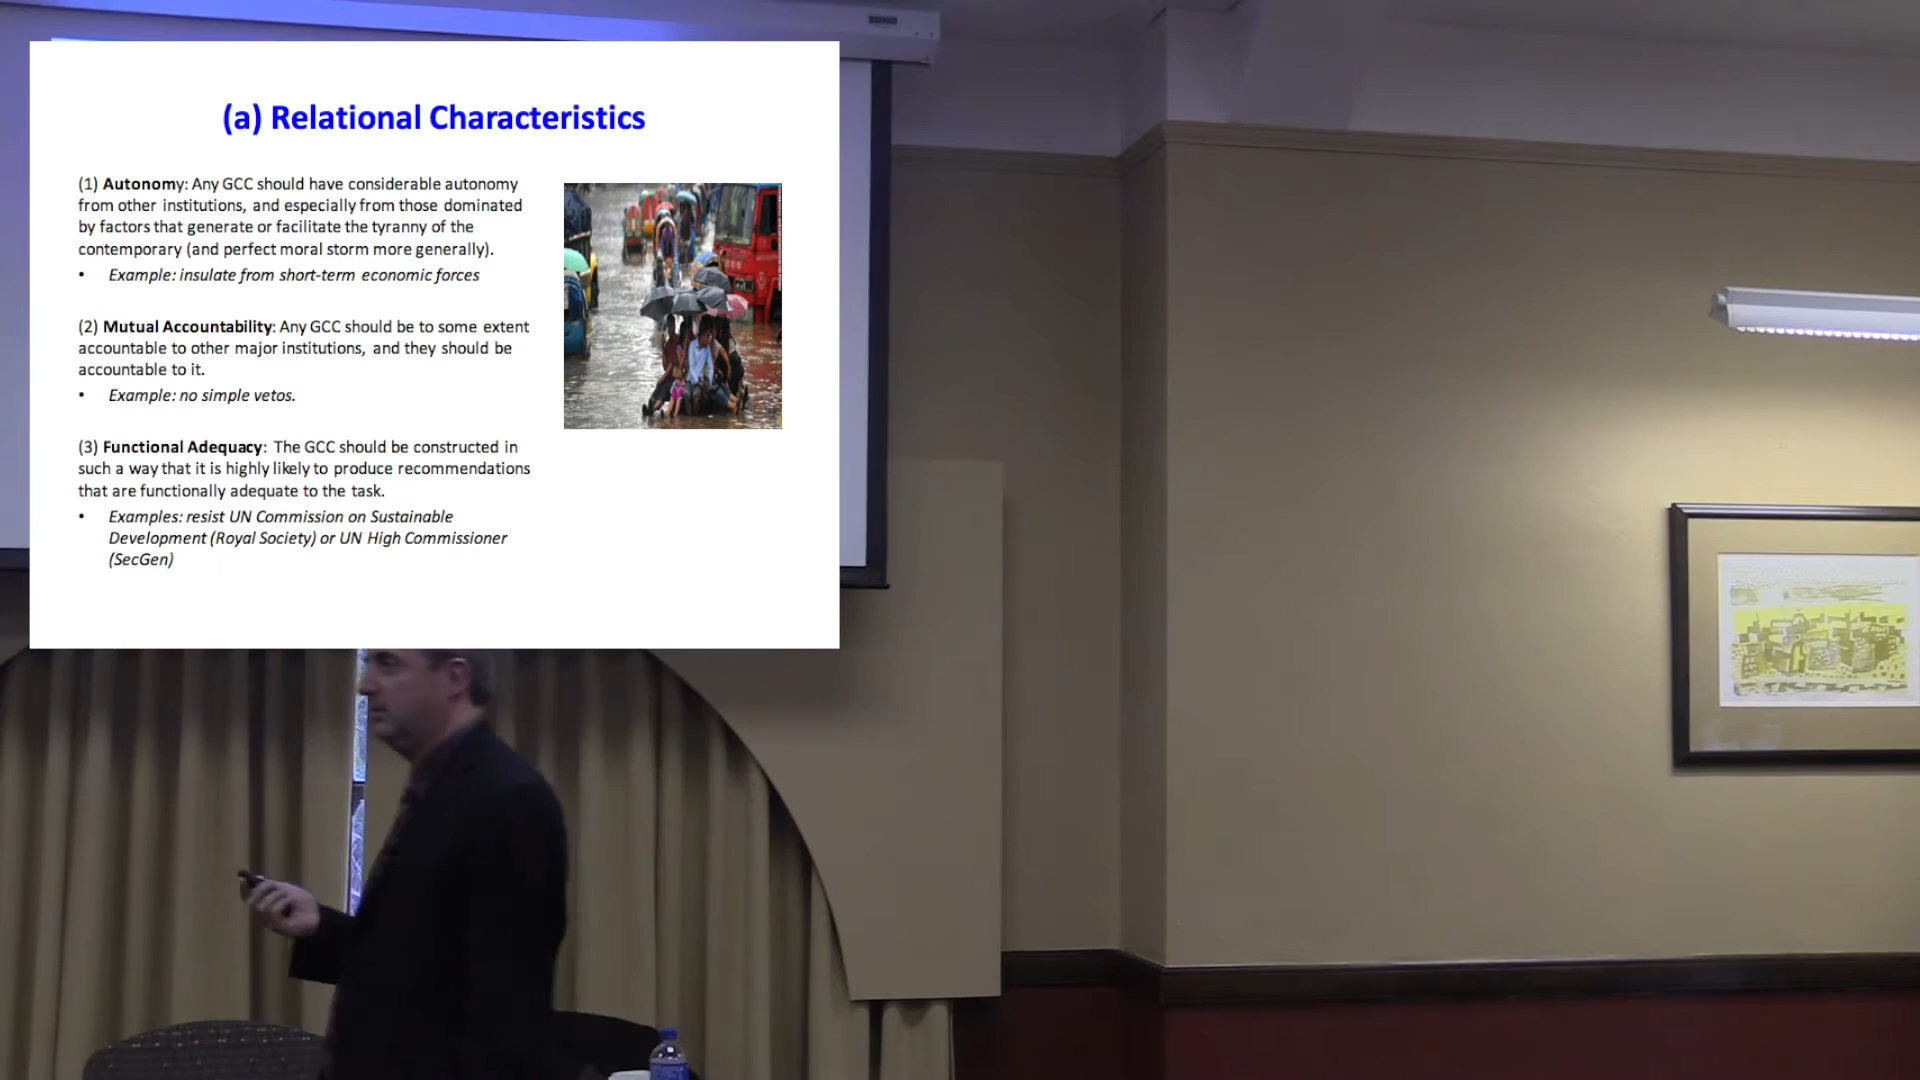 (a) Relational Characteristics
(1) Autonomy: Any GCC should have considerable autonomy
from other institutions, and especially from those dominated
by factors that generate or facilitate the tyranny of the
contemporary (and perfect moral storm more generally).
• Example: insulate from short-term economic forces
(2) Mutual Accountability: Any GCC should be to some extent
accountable to other major institutions, and they should be
accountable to it.
• Example: no simple vetos.
(3) Functional Adequacy: The GCC should be constructed in
such a way that it is highly likely to produce recommendations
that are functionally adequate to the task.
• Examples: resist UN Commission on Sustainable
Development (Royal Society) or UN High Commissioner
(SecGen)